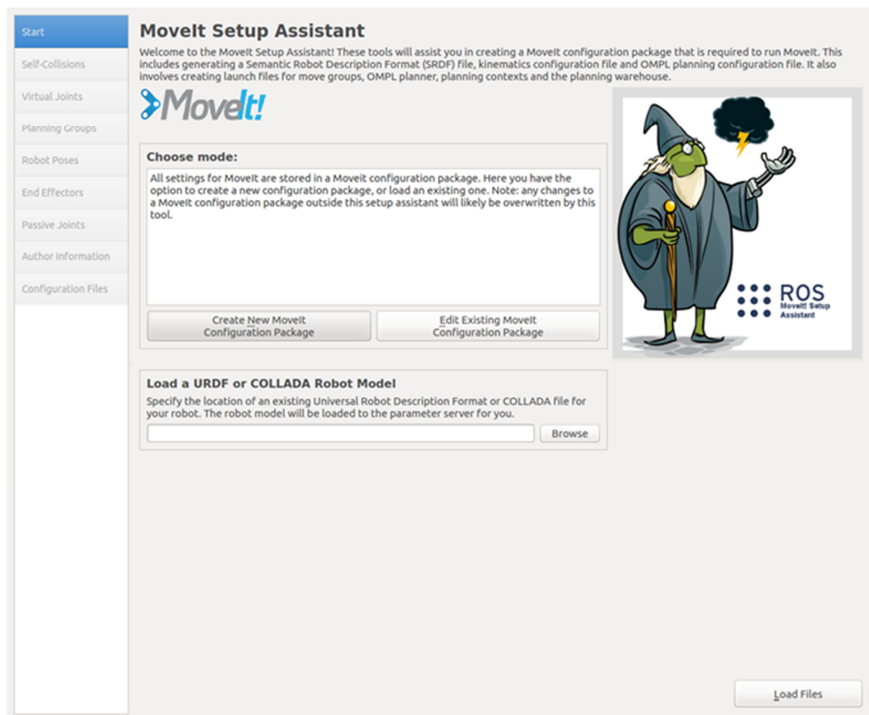 Start
Self-Collisions
Virtual Joints
Planning Groups
Robot Poses
End Effectors
Passive Joints
Author Information
Configuration Files
MoveIt Setup Assistant
Welcome to the MoveIt Setup Assistant! These tools will assist you in creating a MoveIt configuration package that is required to run MoveIt. This
includes generating a Semantic Robot Description Format (SRDF) file, kinematics configuration file and OMPL planning configuration file. It also
involves creating launch files for move groups, OMPL planner, planning contexts and the planning warehouse.
MoveIt!
Choose mode:
All settings for MoveIt are stored in a Moveit configuration package. Here you have the
option to create a new configuration package, or load an existing one. Note: any changes to
a MoveIt configuration package outside this setup assistant will likely be overwritten by this
tool.
Create New MoveIt
Configuration Package
Edit Existing MoveIt
Configuration Package
ROS
MoveIt! Setup
Assistant
Load a URDF or COLLADA Robot Model
Specify the location of an existing Universal Robot Description Format or COLLADA file for
your robot. The robot model will be loaded to the parameter server for you.
Browse
Load Files